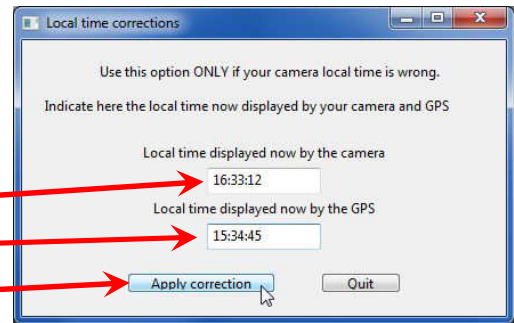 Local time corrections
Use this option ONLY if your camera local time is wrong.
Indicate here the local time now displayed by your camera and GPS
Local time displayed now by the camera
16:33:12
Local time displayed now by the GPS
15:34:45
Apply correction Quit